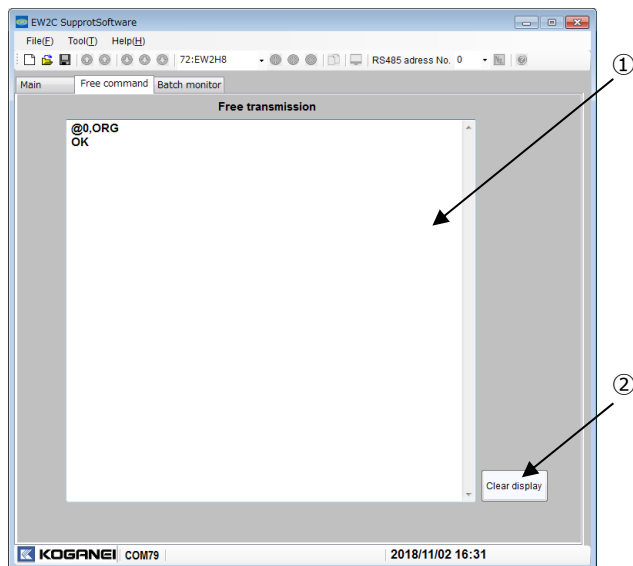 EW2C SupprotSoftware
File(F) Tool(T) Help(H)
72:EW2H8 RS485 adress No. 0
Main Free command Batch monitor
Free transmission
@0,ORG
OK
①
②
Clear display
KOGANEI COM79 2018/11/02 16:31